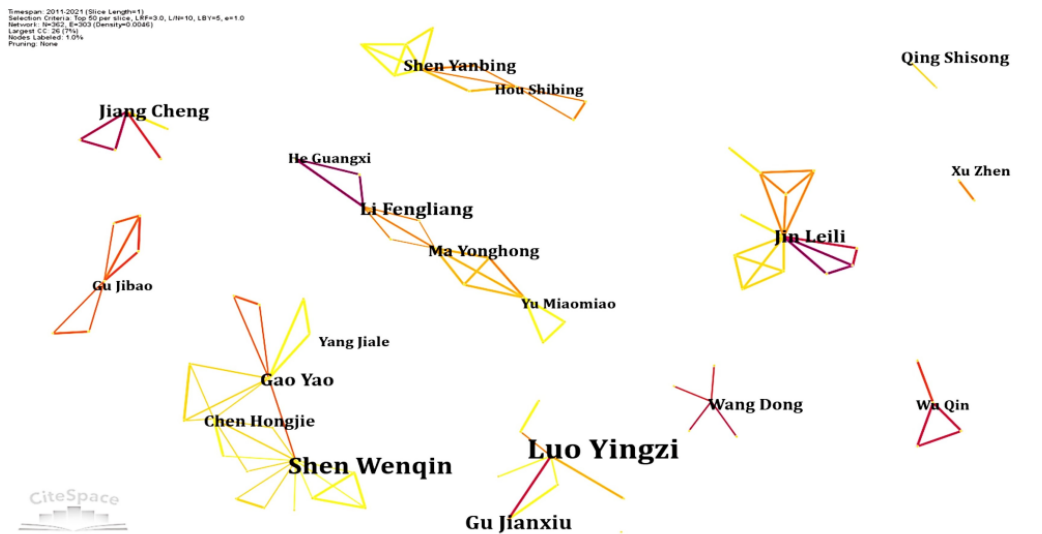 Timespan: 2011-2021 (Slice Length=1)
Selection Criteria: Top 50 per slice, LRF=3.0, L/N=10, LBY=5, e=1.0
Network: N=362, E=303 (Density=0.0046)
Largest CC: 26 (7%)
Nodes Labeled: 1.0%
Pruning: None
Qing Shisong
Shen Yanbing
Hou Shibing
Jiang Cheng
He Guangxi
Xu Zhen
Li Fengliang
Jin Leili
Ma Yonghong
Gu Jibao
Yu Miaomiao
Yang Jiale
Gao Yao
Wang Dong
Wu Qin
Chen Hongjie
Luo Yingzi
Shen Wenqin
CiteSpace
Gu Jianxiu